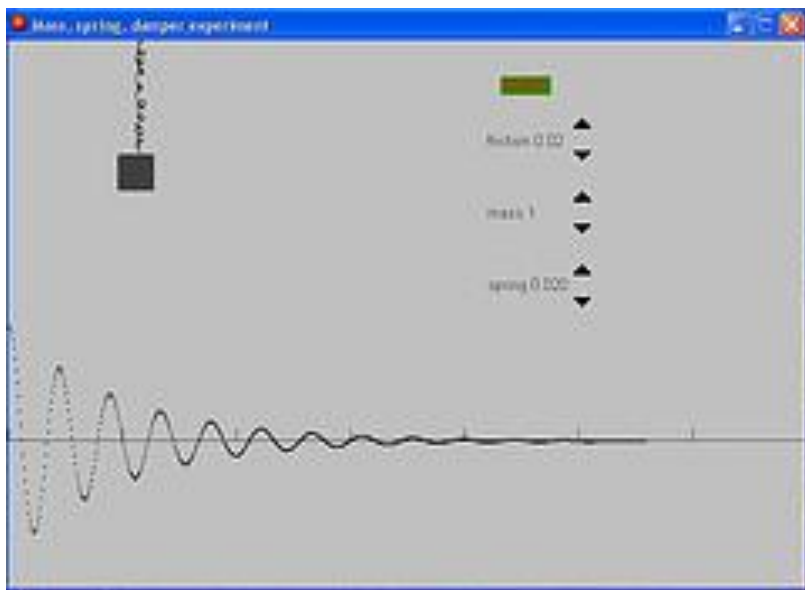 Mass, spring, damper experiment
friction 0.02
mass 1
spring 0.020